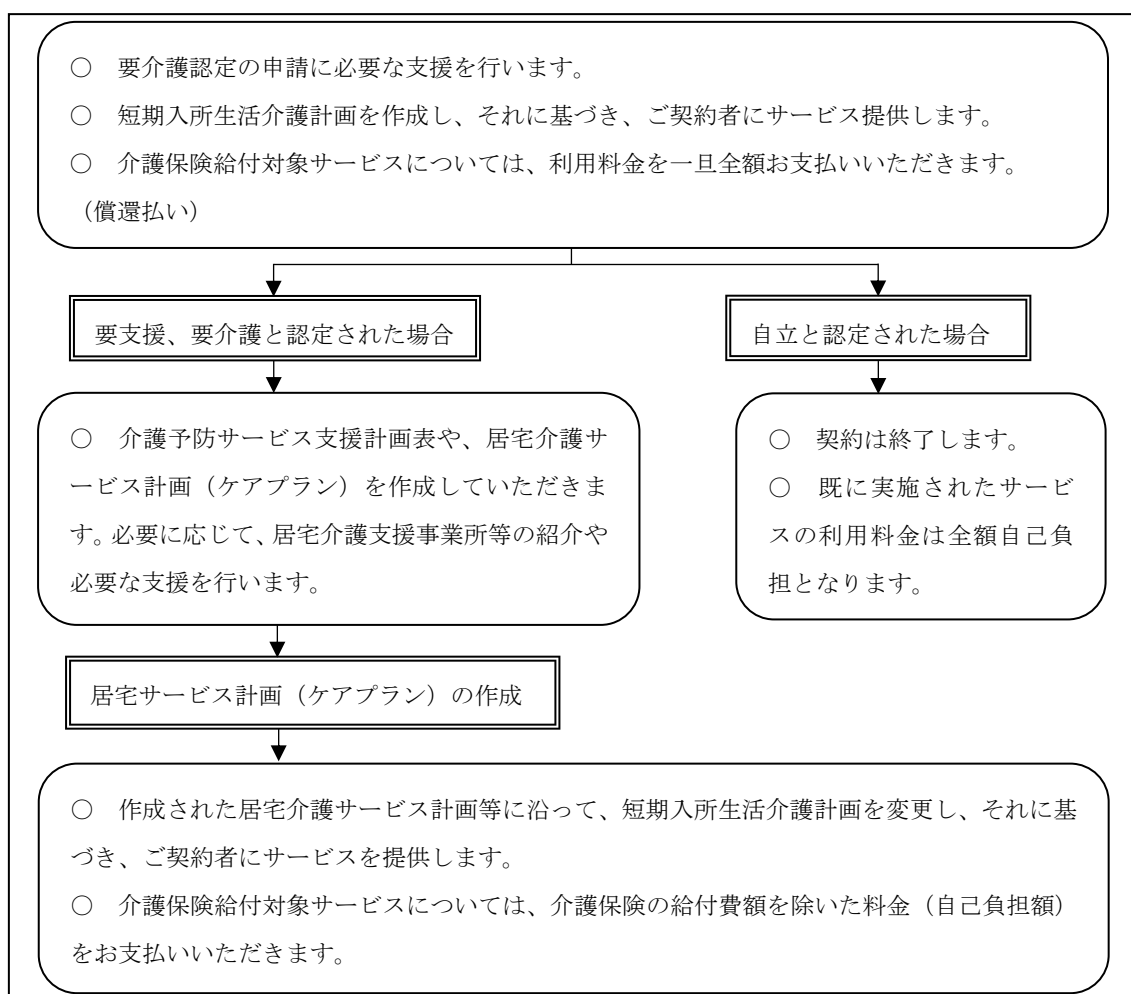 ○　要介護認定の申請に必要な支援を行います。
○　短期入所生活介護計画を作成し、それに基づき、ご契約者にサービス提供します。
○　介護保険給付対象サービスについては、利用料金を一旦全額お支払いいただきます。
（償還払い）
要支援、要介護と認定された場合
自立と認定された場合
○　介護予防サービス支援計画表や、居宅介護サ
ービス計画（ケアプラン）を作成していただきま
す。必要に応じて、居宅介護支援事業所等の紹介や
必要な支援を行います。
○　契約は終了します。
○　既に実施されたサービ
スの利用料金は全額自己負
担となります。
居宅サービス計画（ケアプラン）の作成
○　作成された居宅介護サービス計画等に沿って、短期入所生活介護計画を変更し、それに基
づき、ご契約者にサービスを提供します。
○　介護保険給付対象サービスについては、介護保険の給付費額を除いた料金（自己負担額）
をお支払いいただきます。